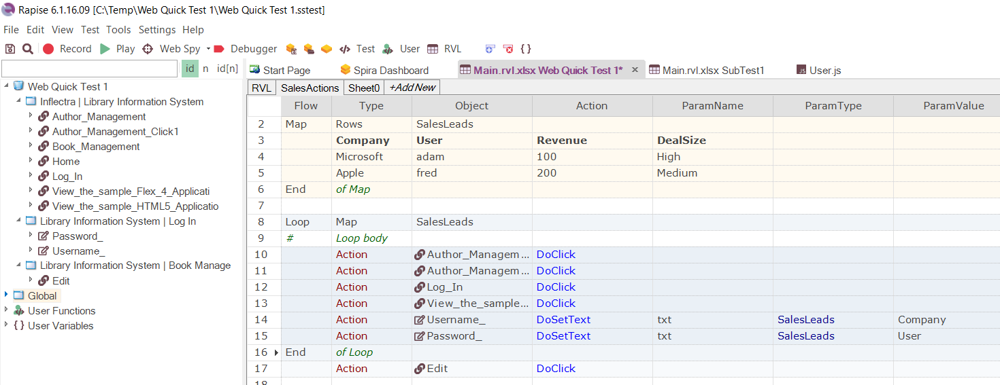 Rapise 6.1.16.09 [C:\Temp\Web Quick Test 1\Web Quick Test 1.sstest]
File Edit View Test Tools Settings Help
Record Play Web Spy Debugger Test User RVL
id n id[n]
Start Page Spira Dashboard Main.rvl.xlsx Web Quick Test 1* Main.rvl.xlsx SubTest1 User.js
RVL SalesActions Sheet0 +AddNew
Web Quick Test 1
Inflectra | Library Information System
Author_Management
Author_Management_Click1
Book_Management
Home
Log_In
View_the_sample_Flex_4_Applicati
View_the_sample_HTML5_Applicatio
Library Information System | Log In
Password_
Username_
Library Information System | Book Manage
Edit
Global
User Functions
User Variables
Flow Type Object Action ParamName ParamType ParamValue
2 Map Rows SalesLeads
3 Company User Revenue DealSize
4 Microsoft adam 100 High
5 Apple fred 200 Medium
6 End of Map
7
8 Loop Map SalesLeads
9 # Loop body
10 Action Author_Managem ... DoClick
11 Action Author_Managem ... DoClick
12 Action Log_In DoClick
13 Action View_the_sample... DoClick
14 Action Username_ DoSetText txt SalesLeads Company
15 Action Password_ DoSetText txt SalesLeads User
16 End of Loop
17 Action Edit DoClick
18